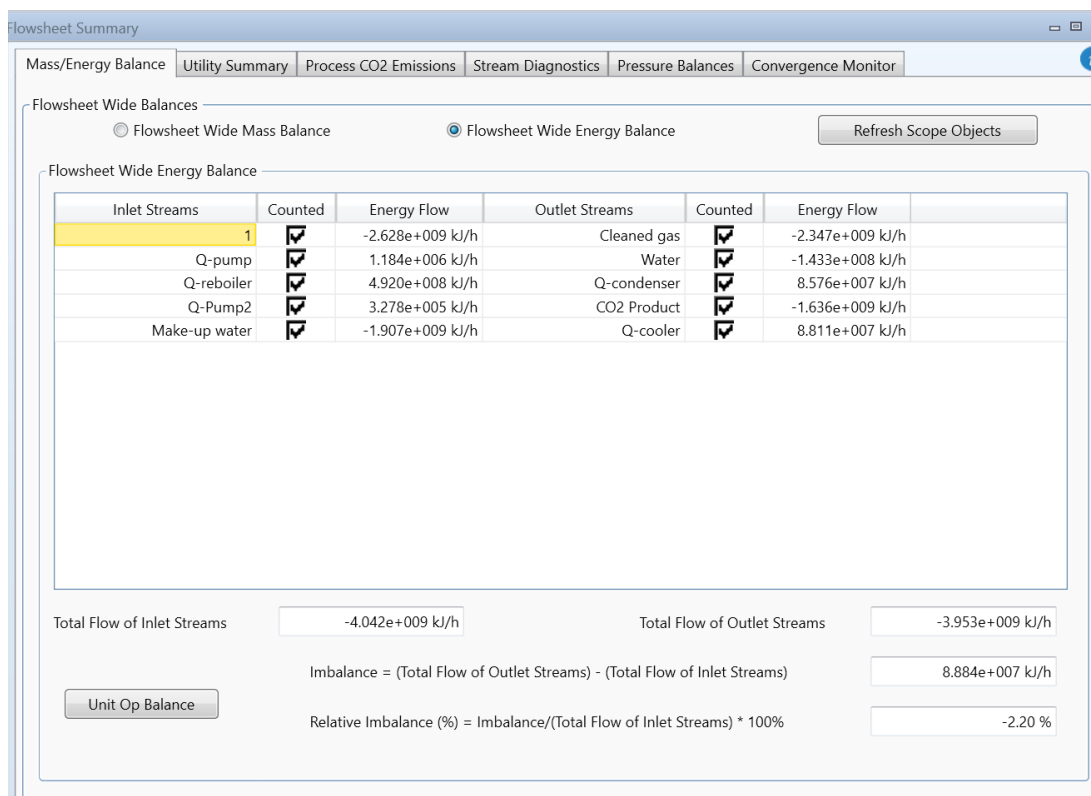 Flowsheet Summary
Mass/Energy Balance Utility Summary Process CO2 Emissions Stream Diagnostics Pressure Balances Convergence Monitor
Flowsheet Wide Balances
Flowsheet Wide Mass Balance Flowsheet Wide Energy Balance Refresh Scope Objects
Flowsheet Wide Energy Balance
Inlet Streams Counted Energy Flow Outlet Streams Counted Energy Flow
1 -2.628e+009 kJ/h Cleaned gas -2.347e+009 kJ/h
Q-pump 1.184e+006 kJ/h Water -1.433e+008 kJ/h
Q-reboiler 4.920e+008 kJ/h Q-condenser 8.576e+007 kJ/h
Q-Pump2 3.278e+005 kJ/h CO2 Product -1.636e+009 kJ/h
Make-up water -1.907e+009 kJ/h Q-cooler 8.811e+007 kJ/h
Total Flow of Inlet Streams -4.042e+009 kJ/h Total Flow of Outlet Streams -3.953e+009 kJ/h
Imbalance = (Total Flow of Outlet Streams) - (Total Flow of Inlet Streams) 8.884e+007 kJ/h
Unit Op Balance
Relative Imbalance (%) = Imbalance/(Total Flow of Inlet Streams) * 100% -2.20 %